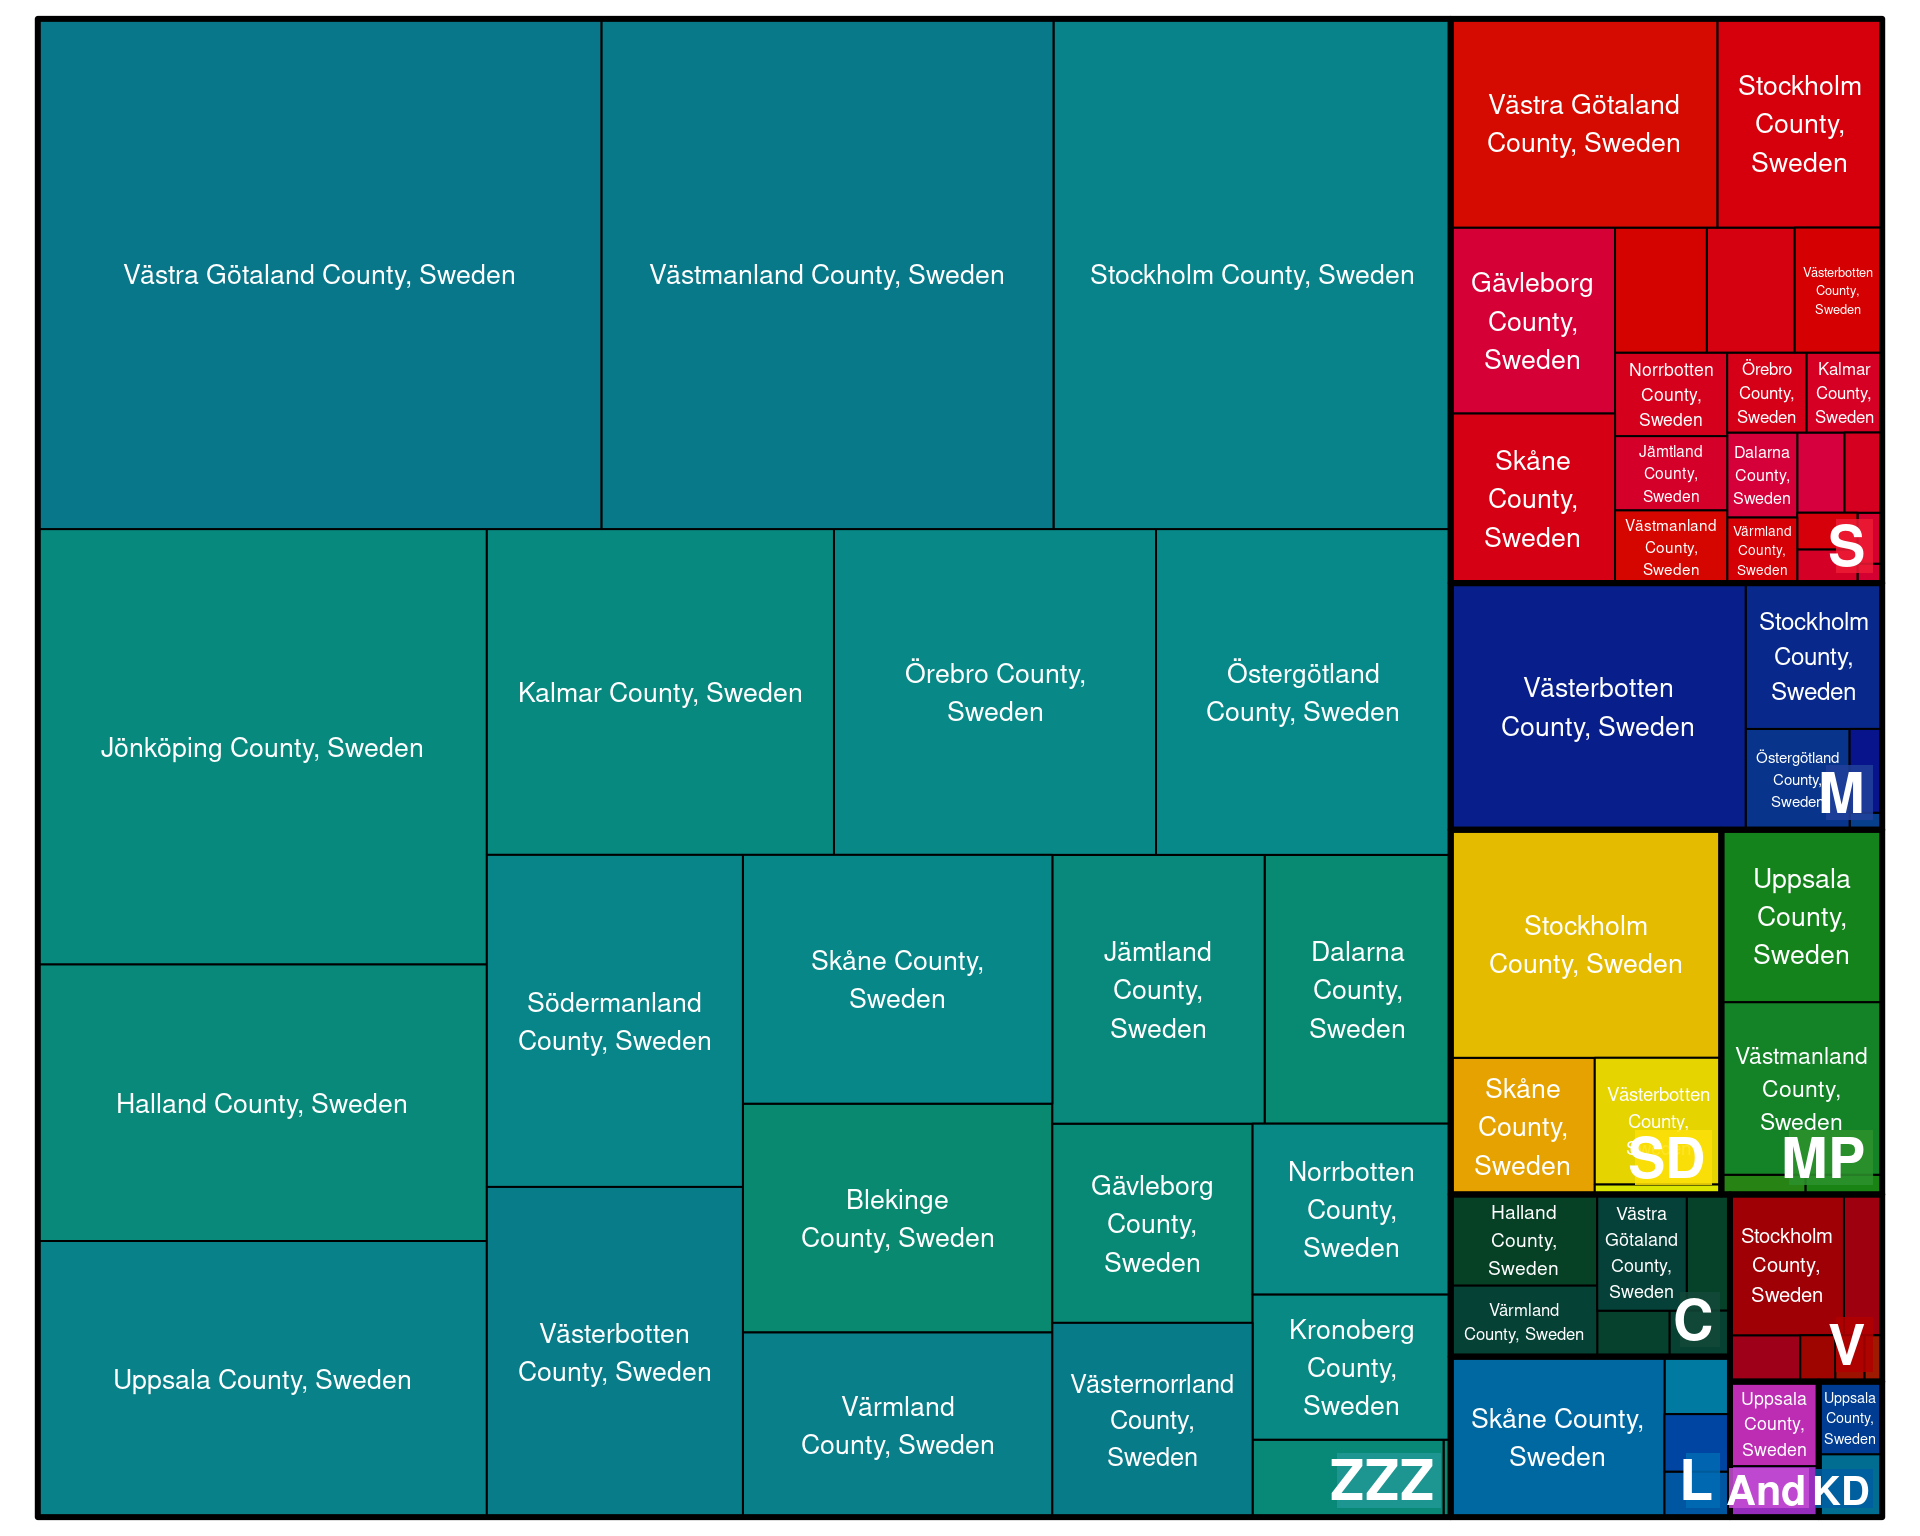 Västra Götaland County, Sweden
Västmanland County, Sweden
Stockholm County, Sweden
Jönköping County, Sweden
Kalmar County, Sweden
Örebro County,
Sweden
Östergötland
County, Sweden
Halland County, Sweden
Uppsala County, Sweden
Södermanland
County, Sweden
Västerbotten
County, Sweden
Skåne County,
Sweden
Blekinge
County, Sweden
Värmland
County, Sweden
Jämtland
County,
Sweden
Dalarna
County,
Sweden
Gävleborg
County,
Sweden
Norrbotten
County,
Sweden
Västernorrland
County,
Sweden
Kronoberg
County,
Sweden
ZZZ
Västra Götaland
County, Sweden
Stockholm
County,
Sweden
Gävleborg
County,
Sweden
Västerbotten
County,
Sweden
Skåne
County,
Sweden
Norrbotten
County,
Sweden
Örebro
County,
Sweden
Kalmar
County,
Sweden
Jämtland
County,
Sweden
Dalarna
County,
Sweden
Västmanland
County,
Sweden
Värmland
County,
Sweden
S
Västerbotten
County, Sweden
Stockholm
County,
Sweden
Östergötland
County,
Sweden
M
Stockholm
County, Sweden
Skåne
County,
Sweden
Västerbotten
County,
SD
Uppsala
County,
Sweden
Västmanland
County,
Sweden
MP
Halland
County,
Sweden
Västra
Götaland
County,
Sweden
Värmland
County, Sweden
C
Stockholm
County,
Sweden
V
Skåne County,
Sweden
L
Uppsala
County,
Sweden
And
Uppsala
County,
Sweden
KD